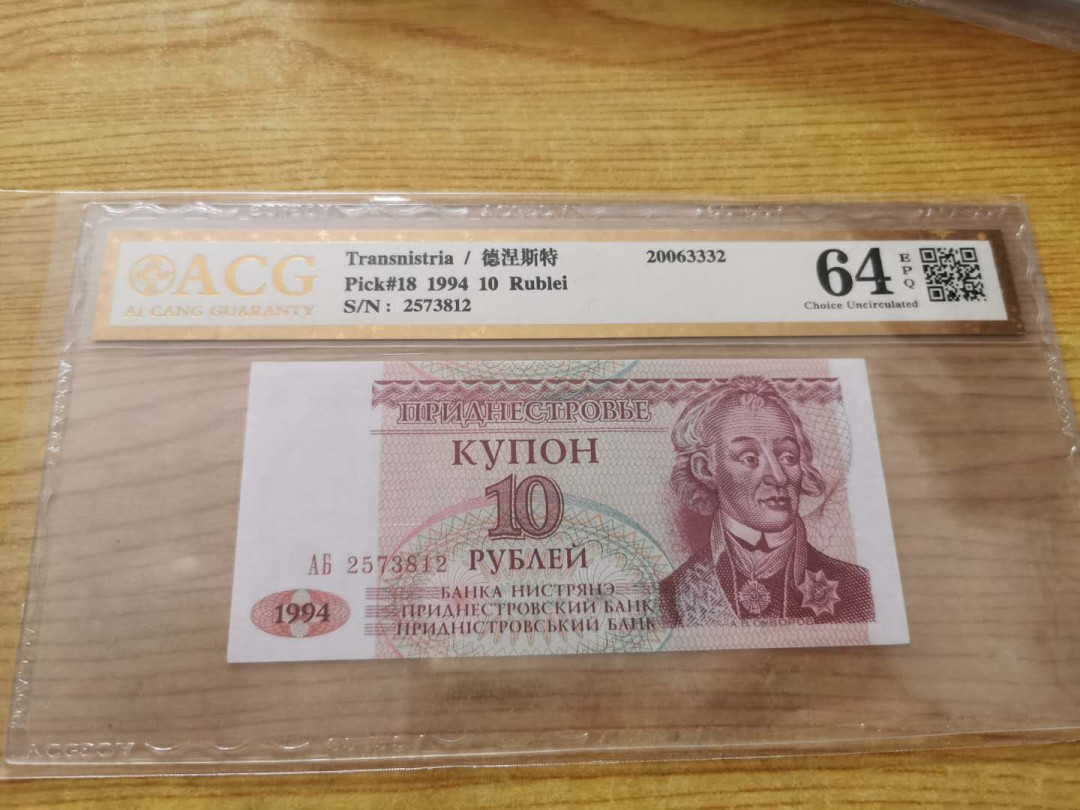 ACG
AI CANG GUARANTY
Transnistria / 德涅斯特
20063332
Pick#18 1994 10 Rublei
S/N : 2573812
64
EPQ
Choice Uncirculated
ПРИДНЕСТРОВЬЕ
КУПОН
10
РУБЛЕЙ
АБ 2573812
1994
БАНКА НИСТРЯНЭ
ПРИДНЕСТРОВСКИЙ БАНК
ПРИДНІСТРОВСЬКИЙ БАНК